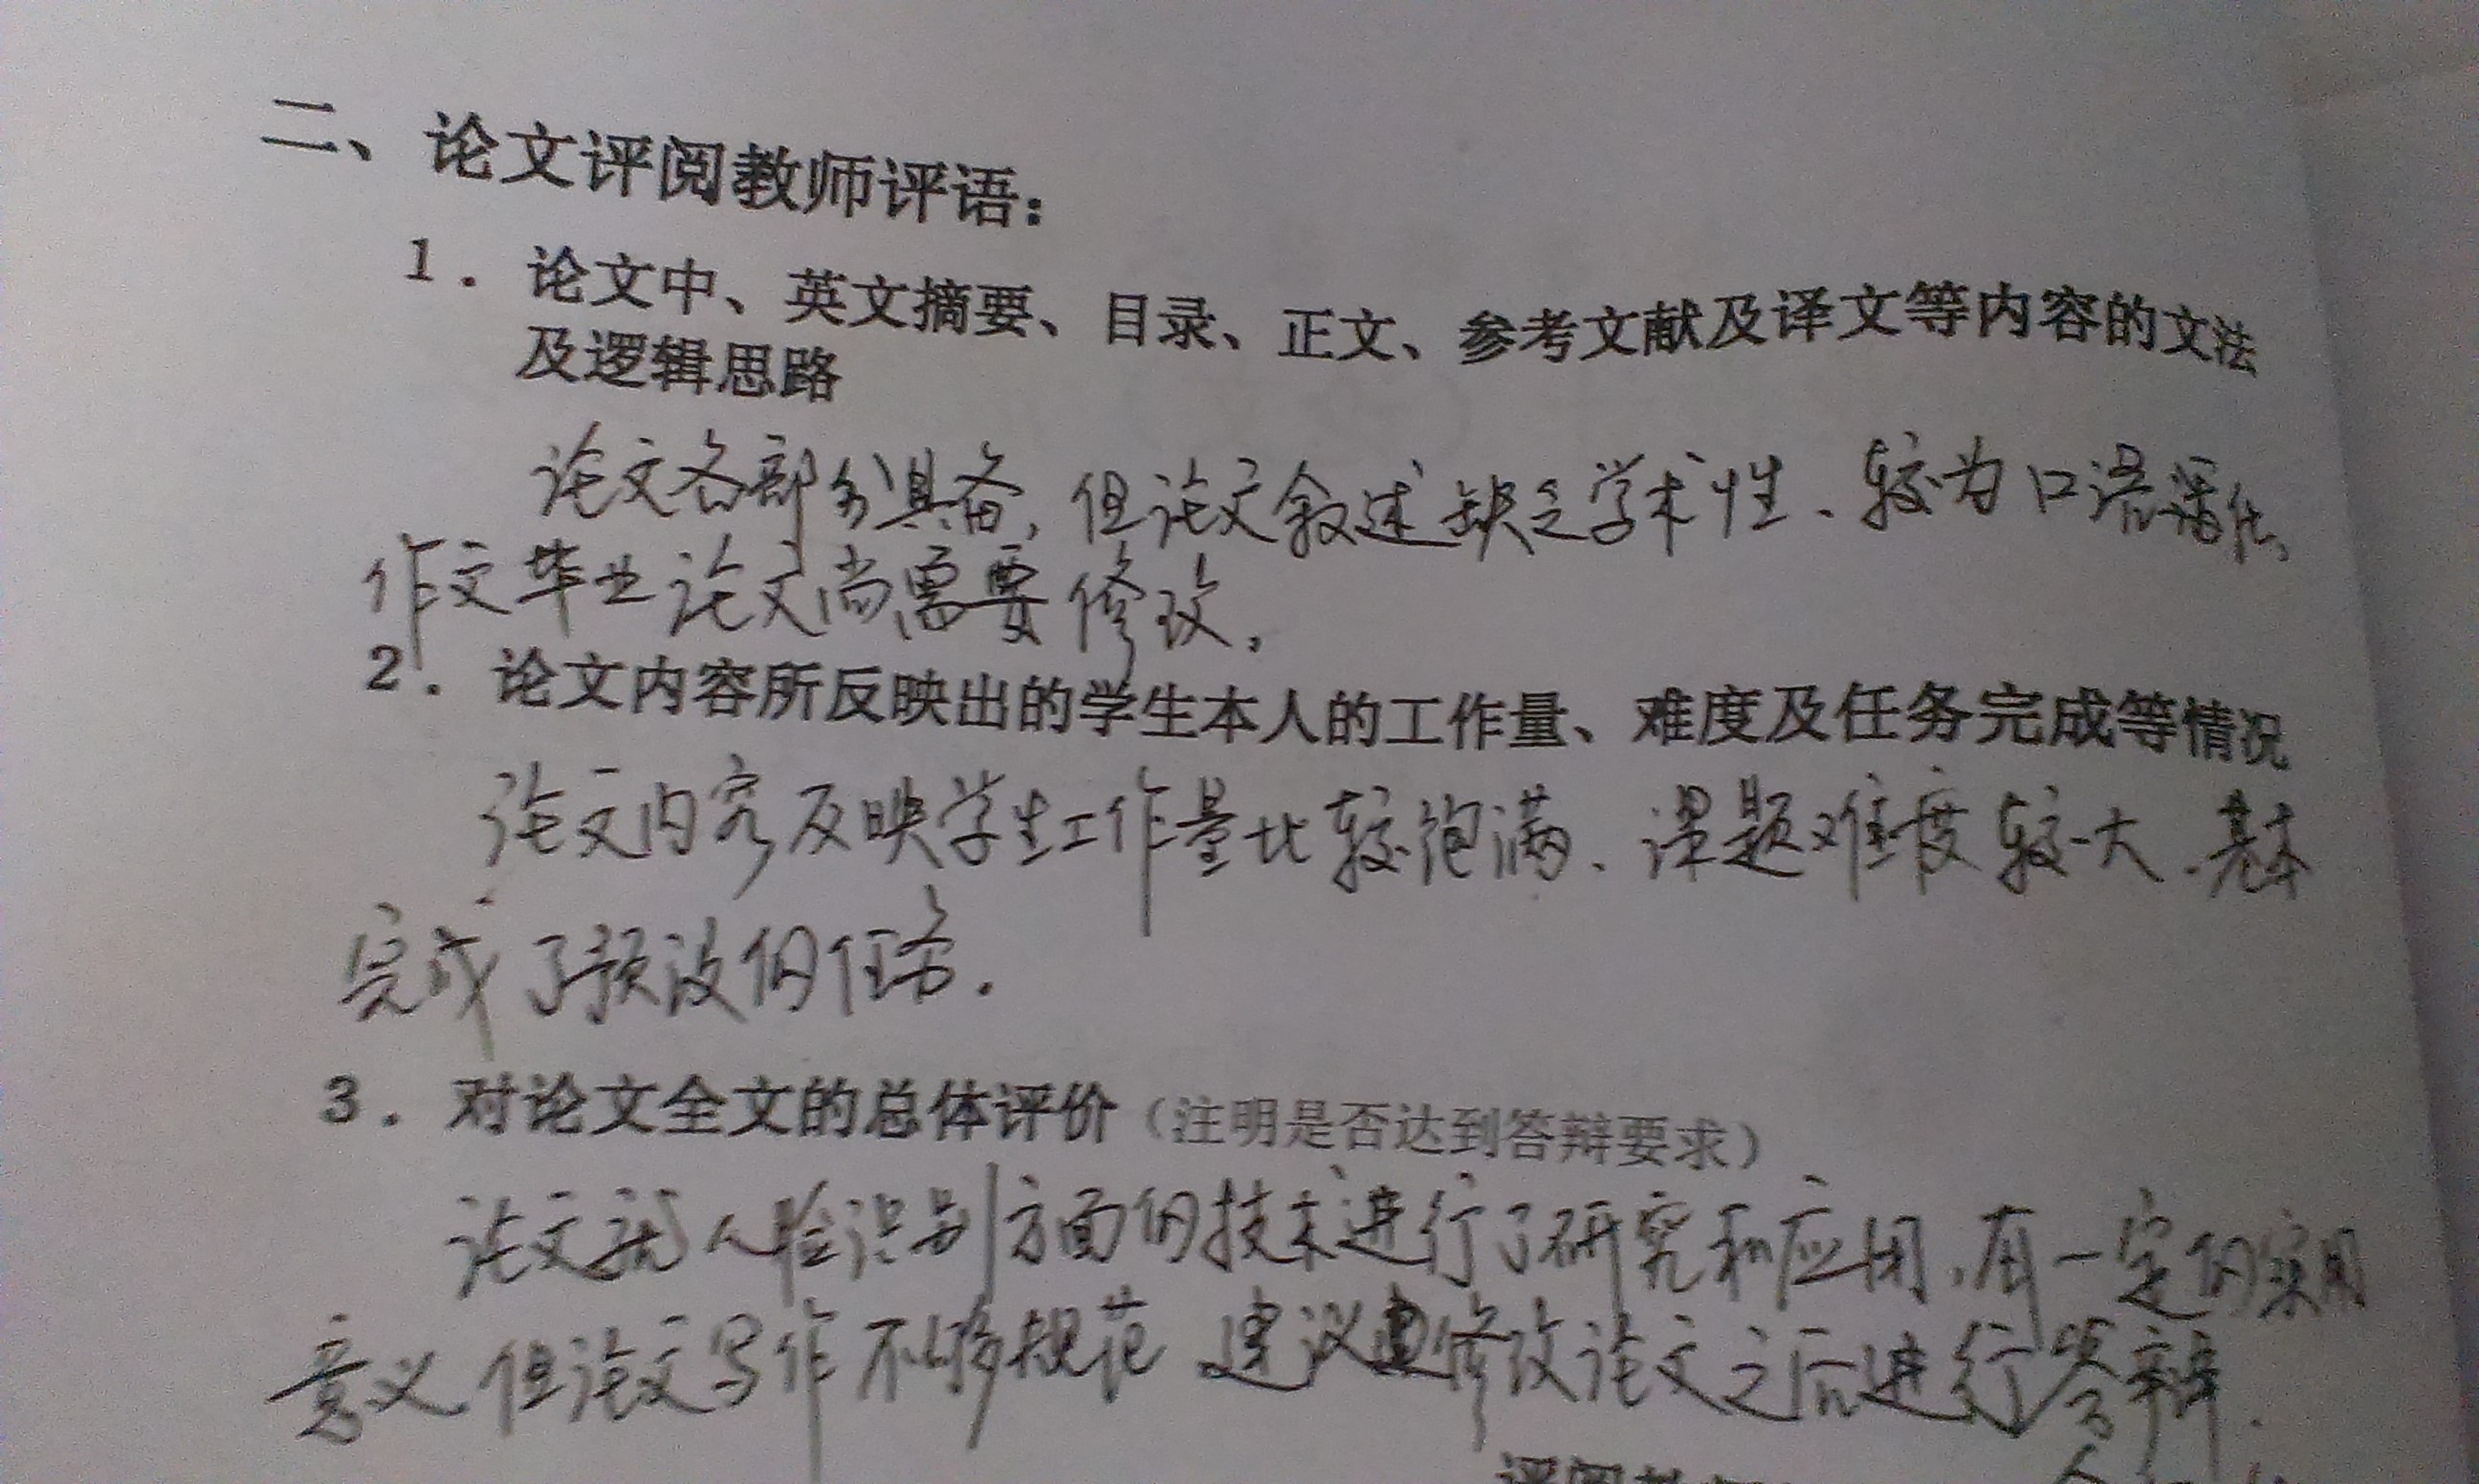 二、论文评阅教师评语：
1．论文中、英文摘要、目录、正文、参考文献及译文等内容的文法
及逻辑思路
论文各部分具备，但论文叙述缺乏学术性、较为口语化，
作文毕业论文尚需要修改，
2．论文内容所反映出的学生本人的工作量、难度及任务完成等情况
论文内容反映学生工作量比较饱满、课题难度较大、基本
完成了预设的任务.
3．对论文全文的总体评价（注明是否达到答辩要求）
论文就人脸识别方面的技术进行了研究和应用，有一定的实用
意义，但论文写作不够规范 建议修改论文之后进行答辩.
评阅教师